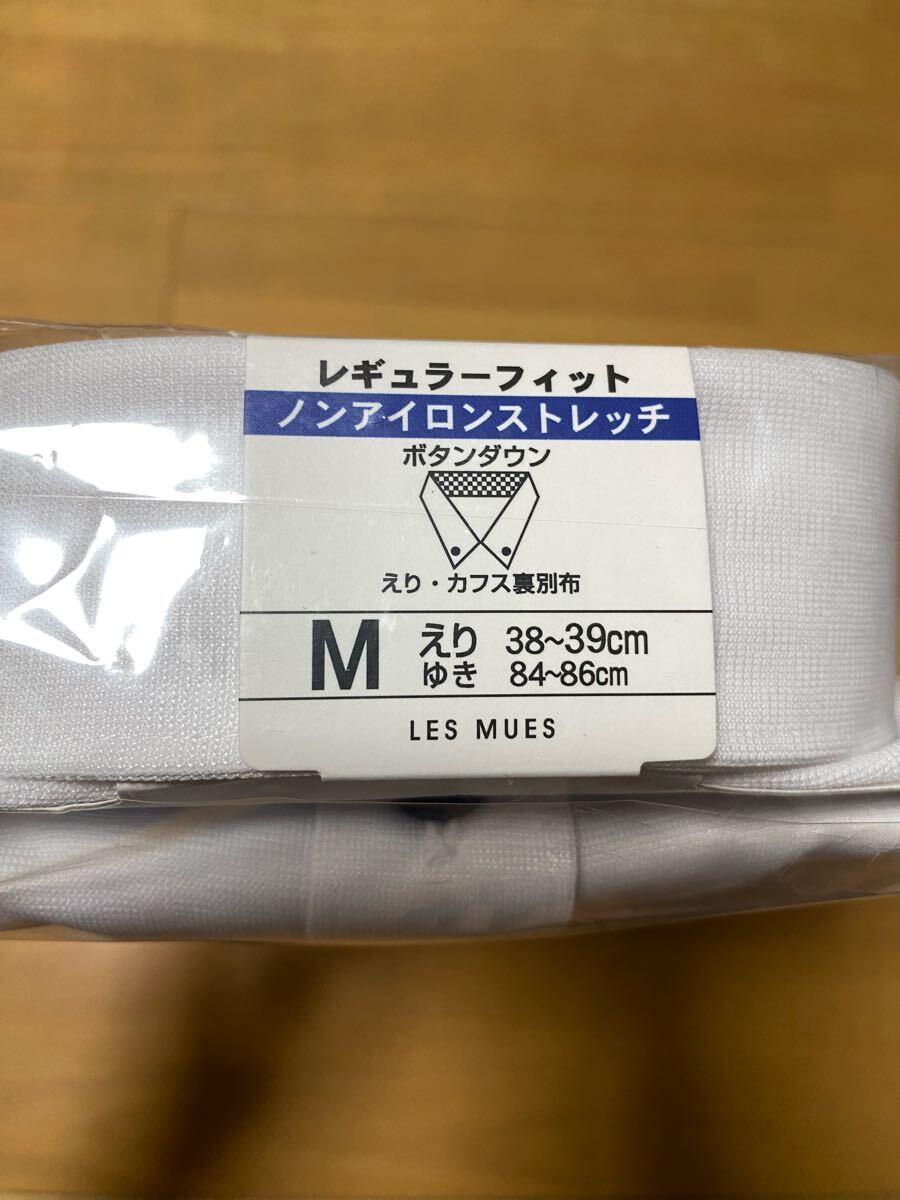 レギュラーフィット
ノンアイロンストレッチ
ボタンダウン
えり・カフス裏別布
M えり 38~39cm
ゆき 84~86cm
LES MUES